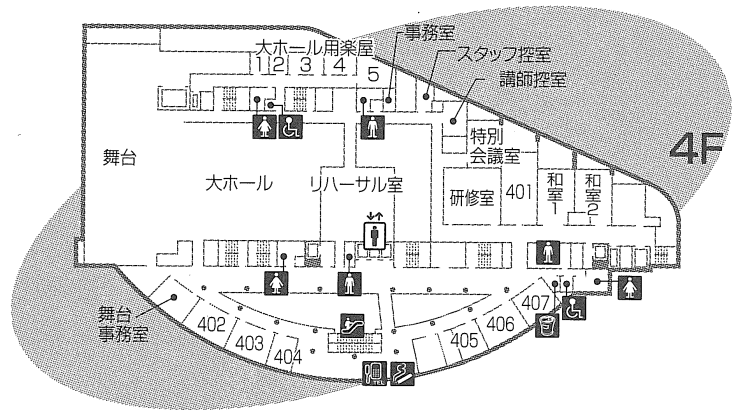 事務室
大ホール用楽屋
1 2 3 4 5
スタッフ控室
講師控室
4F
特別
会議室
舞台
大ホール
リハーサル室
研修室
401
和室1
和室2
舞台
事務室
402
403
404
405
406
407
TEL